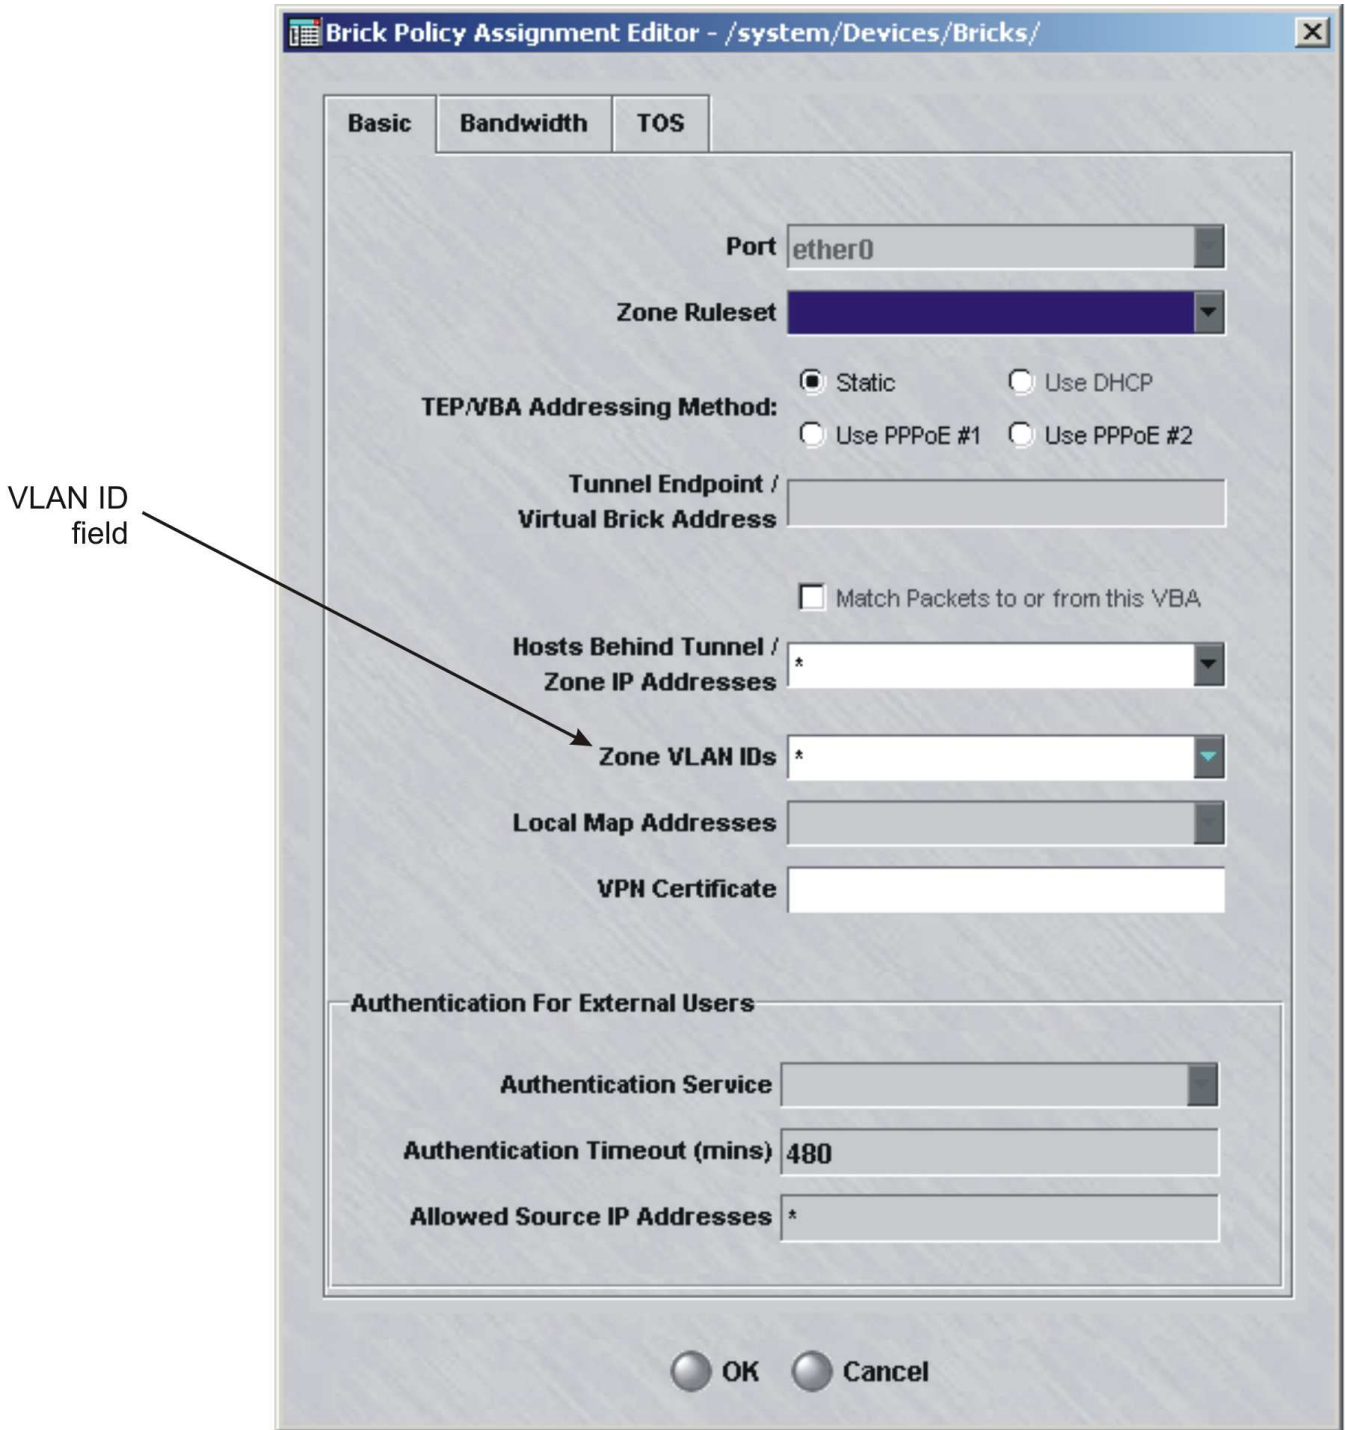 Brick Policy Assignment Editor - /system/Devices/Bricks/
Basic
Bandwidth
TOS
Port
ether0
Zone Ruleset
TEP/VBA Addressing Method:
Static
Use DHCP
Use PPPoE #1
Use PPPoE #2
Tunnel Endpoint /
Virtual Brick Address
VLAN ID
field
Match Packets to or from this VBA
Hosts Behind Tunnel /
Zone IP Addresses
*
Zone VLAN IDs
*
Local Map Addresses
VPN Certificate
Authentication For External Users
Authentication Service
Authentication Timeout (mins)
480
Allowed Source IP Addresses
*
OK
Cancel